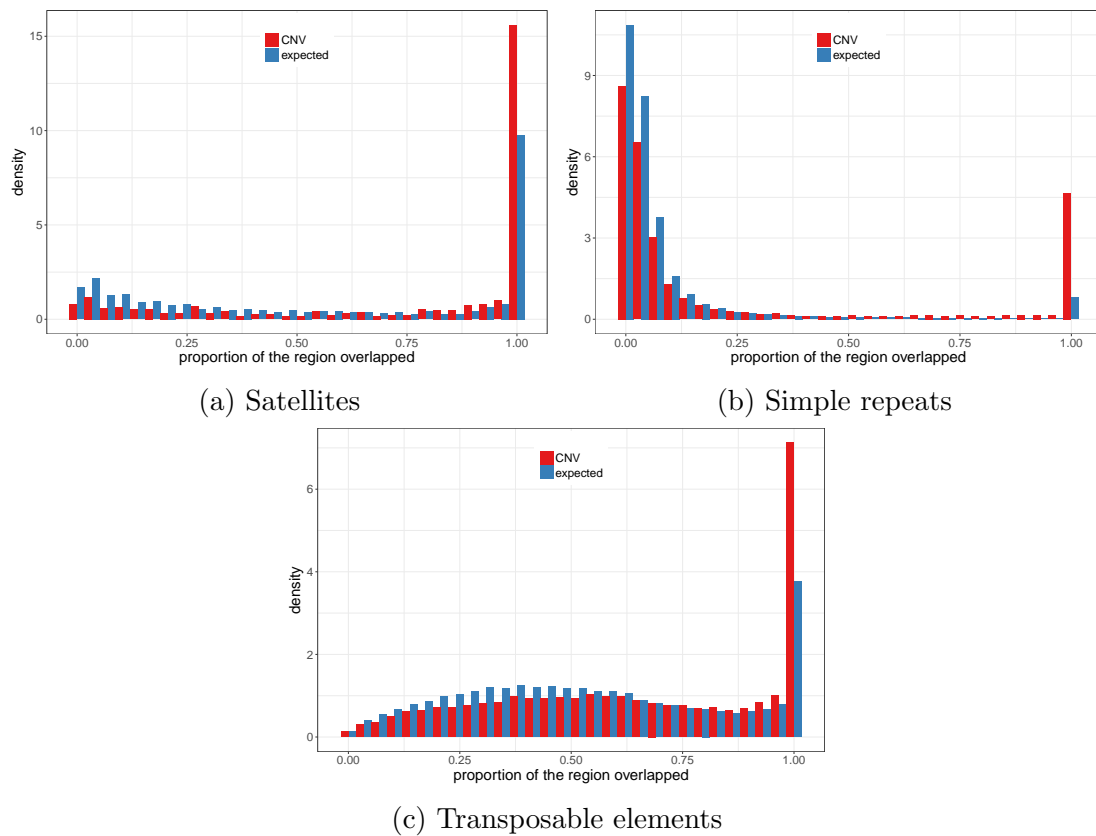 CNV
expected
15
10
5
0
density
0.00
0.25
0.50
0.75
1.00
proportion of the region overlapped
(a) Satellites
CNV
expected
9
6
3
0
density
0.00
0.25
0.50
0.75
1.00
proportion of the region overlapped
(b) Simple repeats
CNV
expected
6
4
2
0
density
0.00
0.25
0.50
0.75
1.00
proportion of the region overlapped
(c) Transposable elements